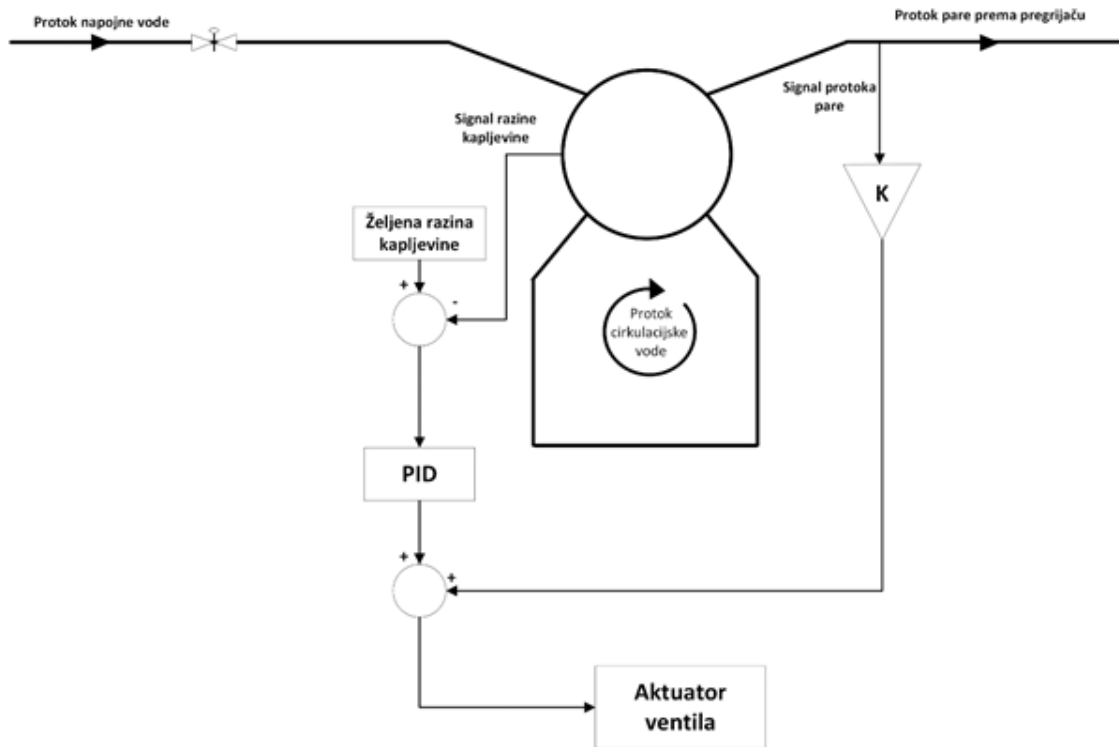 Protok napojne vode
Protok pare prema pregrijaču
Signal protoka
pare
Signal razine
kapljevine
K
Željena razina
kapljevine
+
-
Protok
cirkulacijske
vode
PID
+
+
Aktuator
ventila